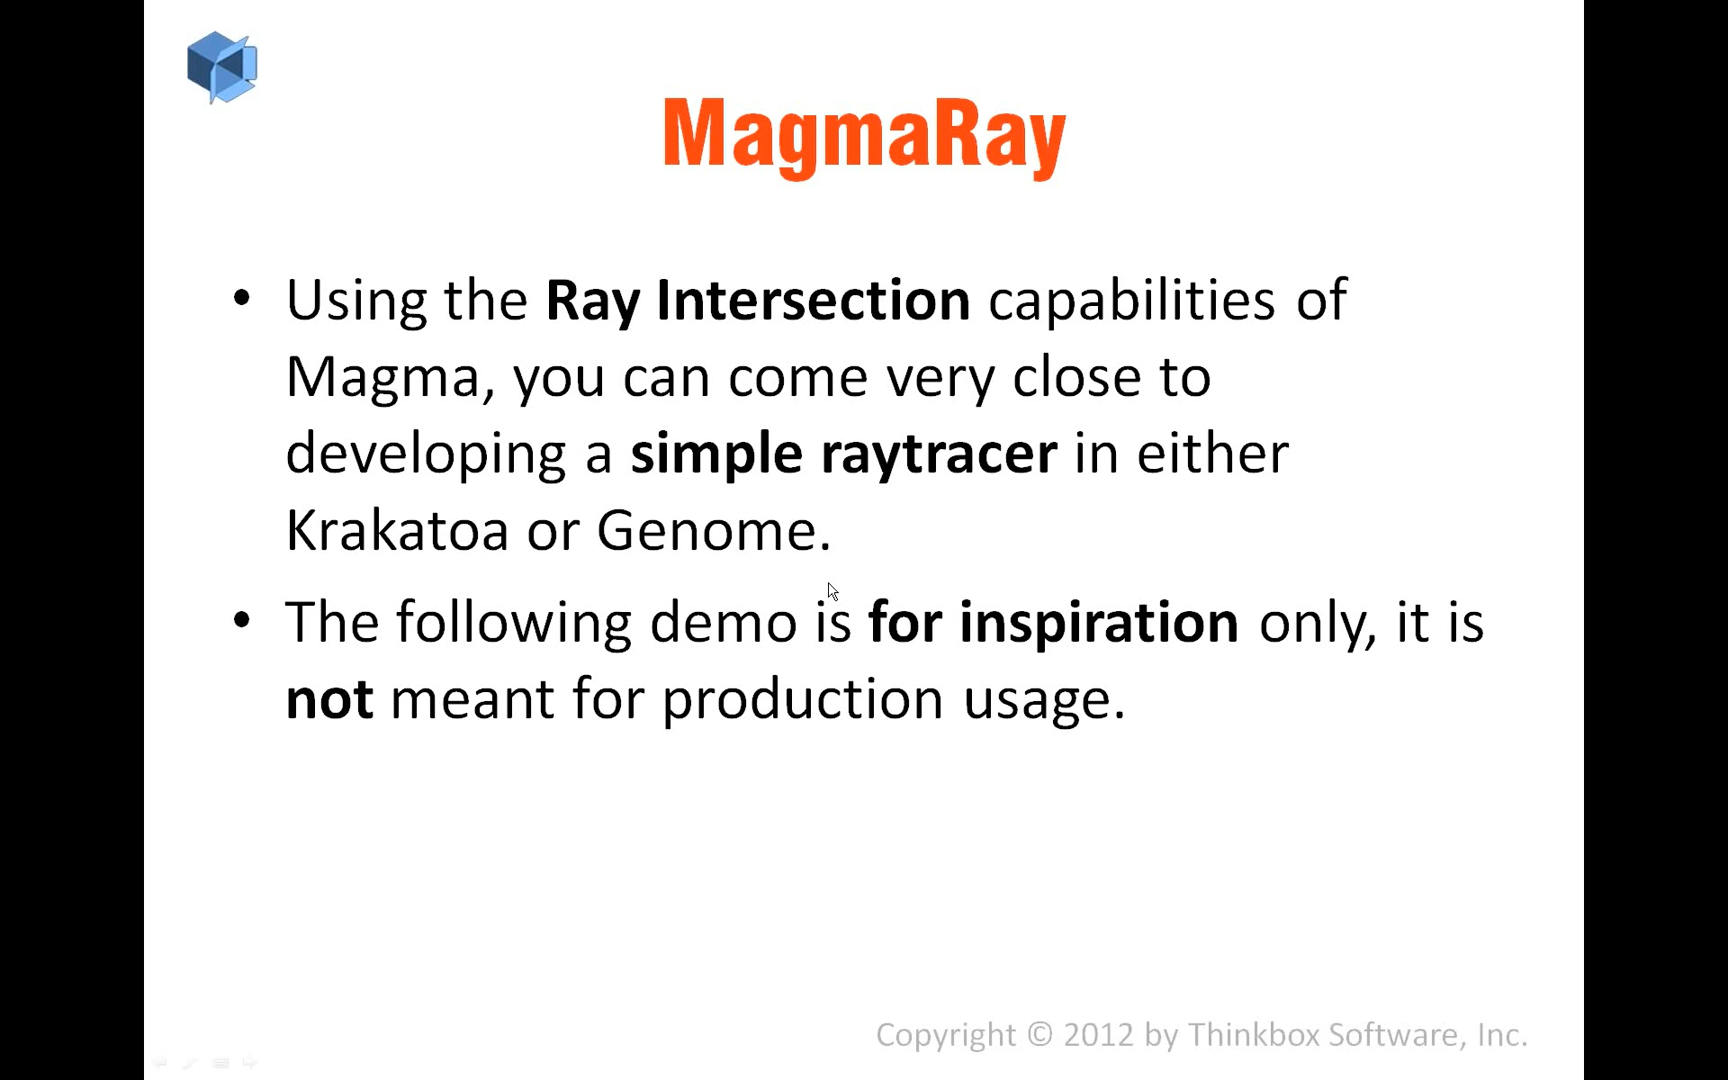 MagmaRay
• Using the Ray Intersection capabilities of
Magma, you can come very close to
developing a simple raytracer in either
Krakatoa or Genome.
• The following demo is for inspiration only, it is
not meant for production usage.
Copyright © 2012 by Thinkbox Software, Inc.